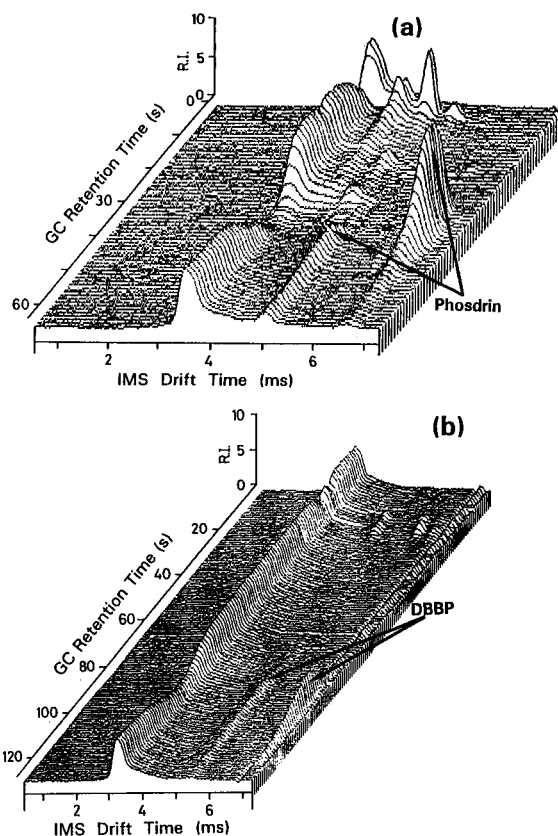 (a)
10
5
0
R.I.
GC Retention Time (s)
30
60
Phosdrin
2 4 6
IMS Drift Time (ms)
(b)
10
5
0
R.I.
GC Retention Time (s)
20
40
60
80
100
120
DBBP
2 4 6
IMS Drift Time (ms)